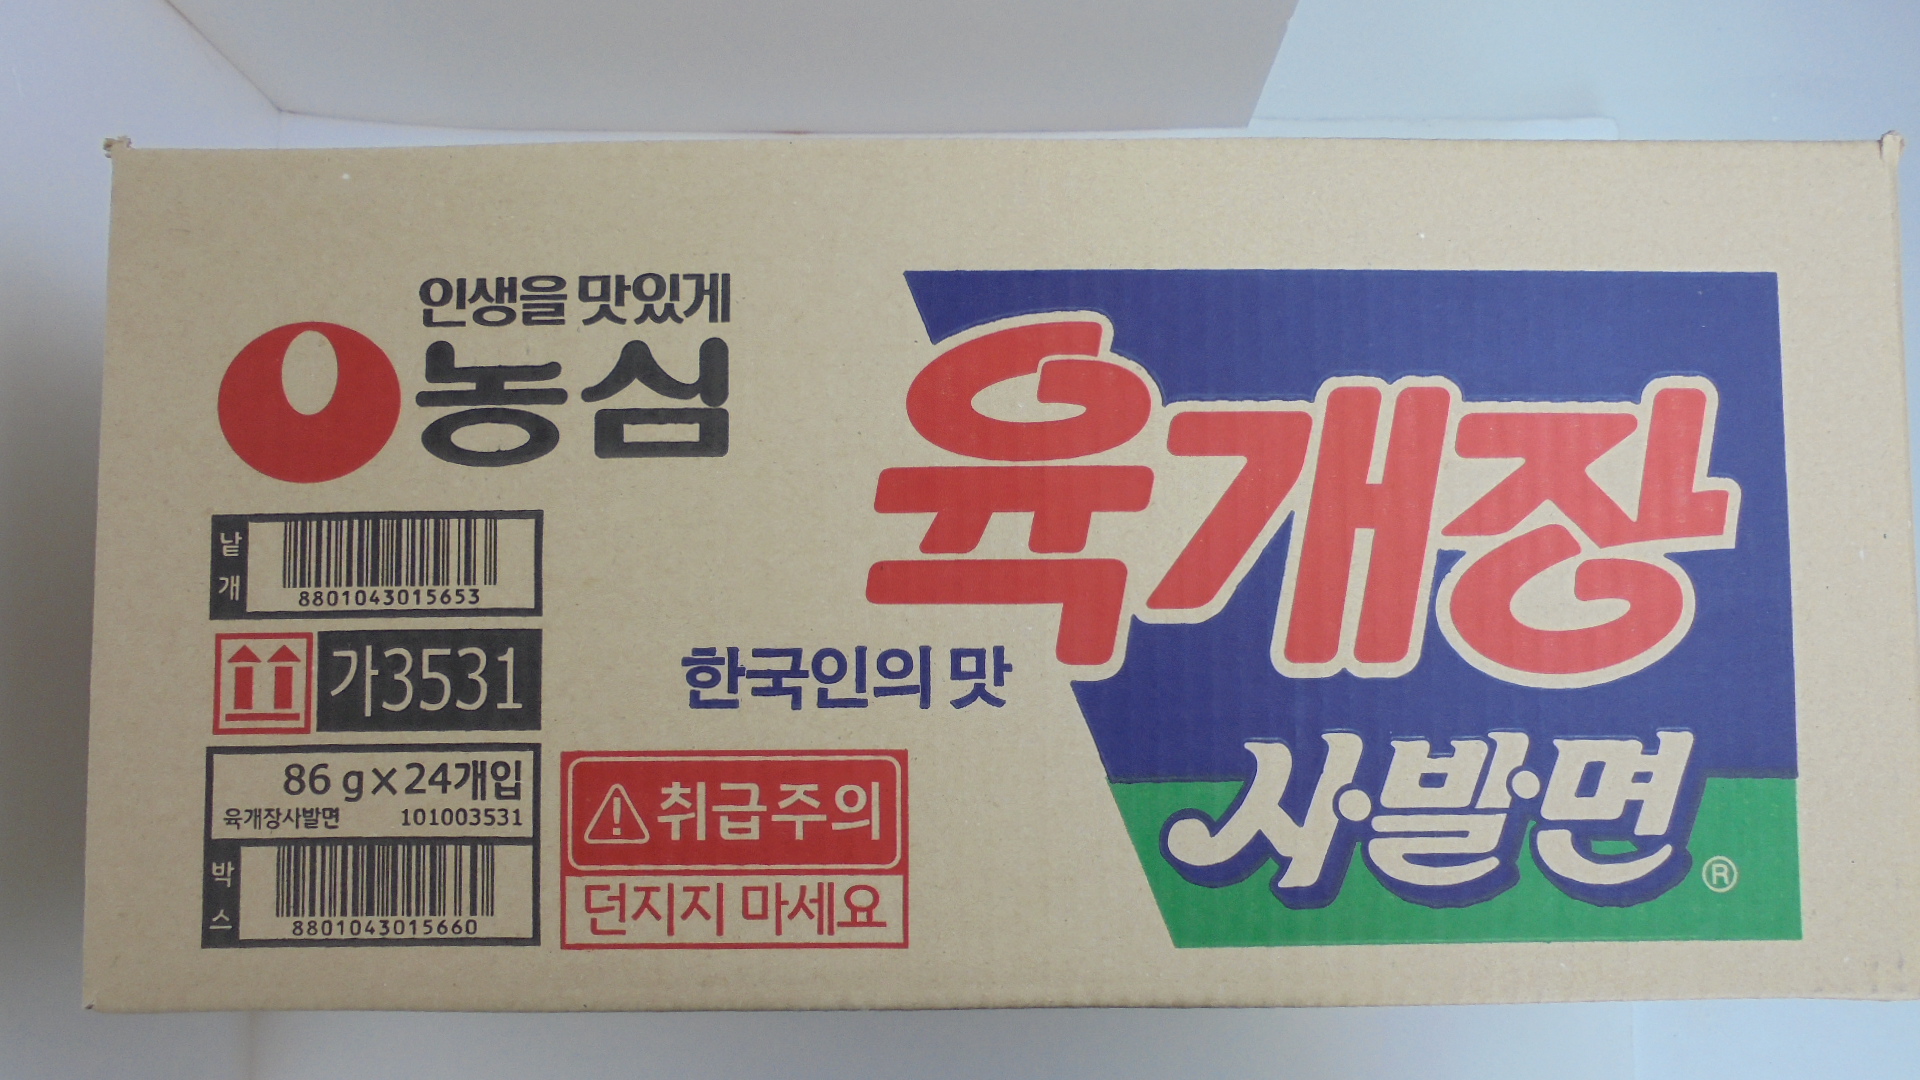 인생을 맛있게
농심
낱개
8801043015653
가3531
86 g×24개입
육개장사발면 101003531
박스
8801043015660
취급주의
던지지 마세요
한국인의 맛
육개장
사·발·면
®